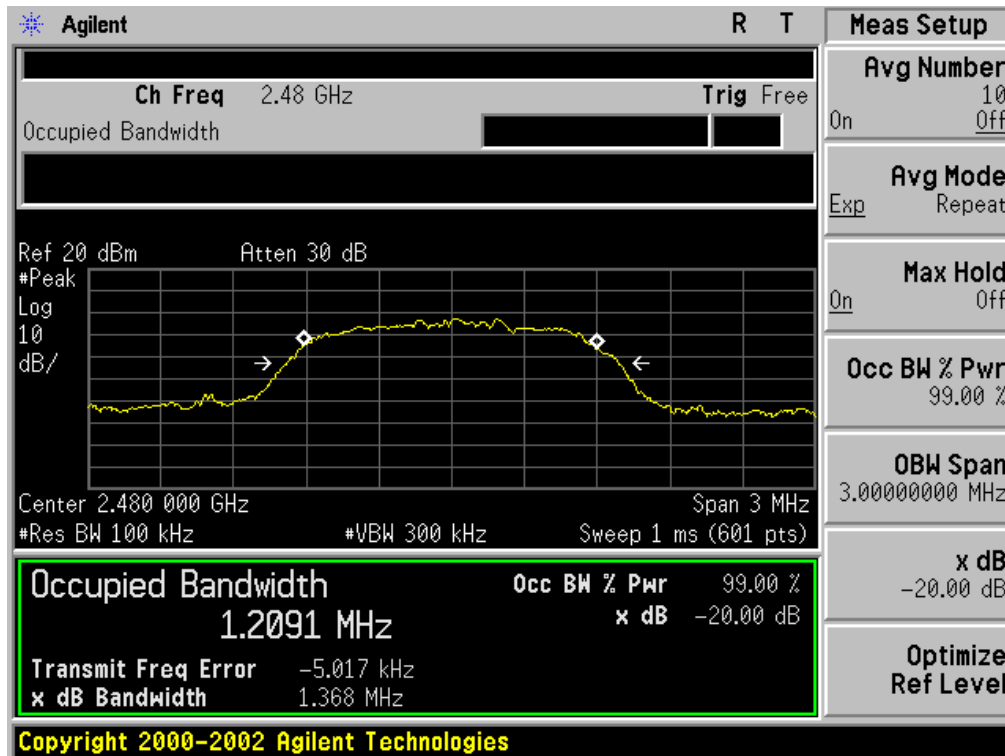 Agilent R T
Ch Freq 2.48 GHz Trig Free
Occupied Bandwidth
Ref 20 dBm Atten 30 dB
#Peak
Log
10
dB/
Center 2.480 000 GHz Span 3 MHz
#Res BW 100 kHz #VBW 300 kHz Sweep 1 ms (601 pts)
Occupied Bandwidth Occ BW % Pwr 99.00 %
1.2091 MHz x dB -20.00 dB
Transmit Freq Error -5.017 kHz
x dB Bandwidth 1.368 MHz
Copyright 2000-2002 Agilent Technologies
Meas Setup
Avg Number
10
On Off
Avg Mode
Exp Repeat
Max Hold
On Off
Occ BW % Pwr
99.00 %
OBW Span
3.00000000 MHz
x dB
-20.00 dB
Optimize
Ref Level